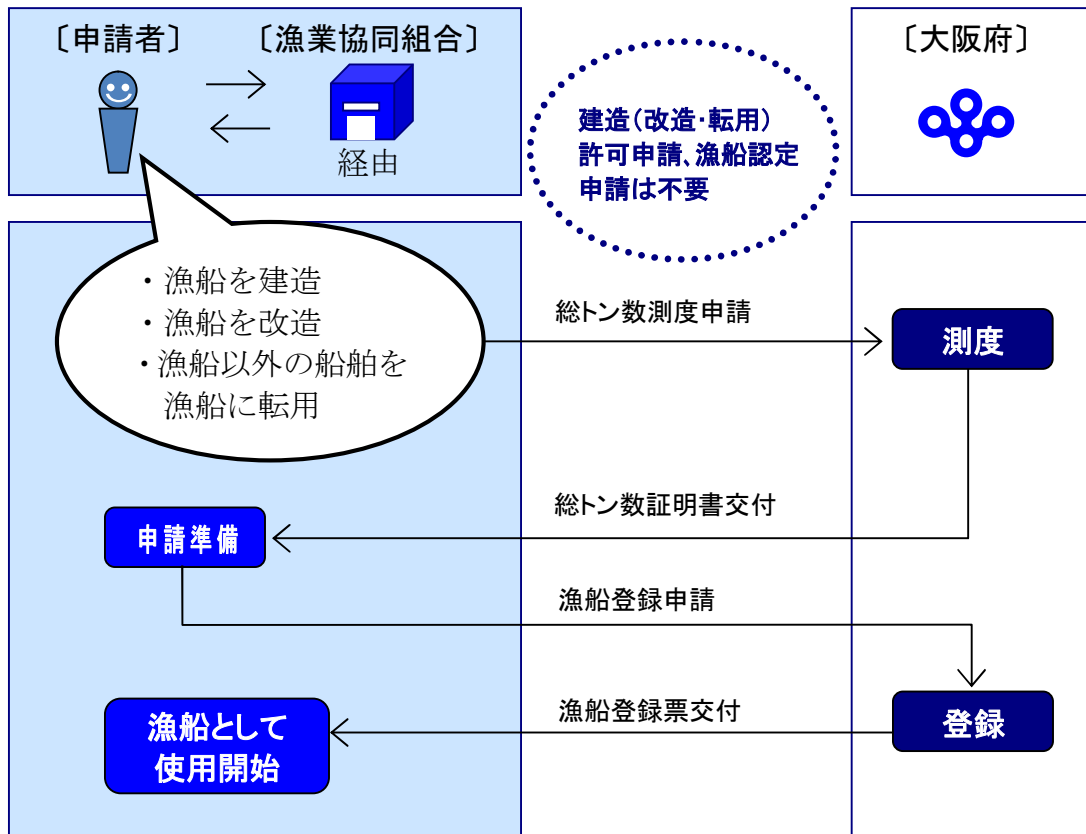 〔申請者〕
〔漁業協同組合〕
〔大阪府〕
経由
建造（改造・転用）
許可申請、漁船認定
申請は不要
・漁船を建造
・漁船を改造
・漁船以外の船舶を
漁船に転用
総トン数測度申請
測度
総トン数証明書交付
申請準備
漁船登録申請
登録
漁船登録票交付
漁船として
使用開始